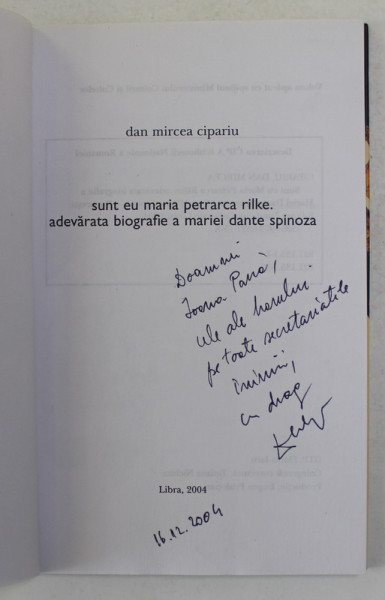 dan mircea cipariu
sunt eu maria petrarca rilke.
adevărata biografie a mariei dante spinoza
Doamnei
Ioana Pană,
cele ale harului
pe toate secretariatele
inimii,
cu drag
Libra, 2004
16.12.2004